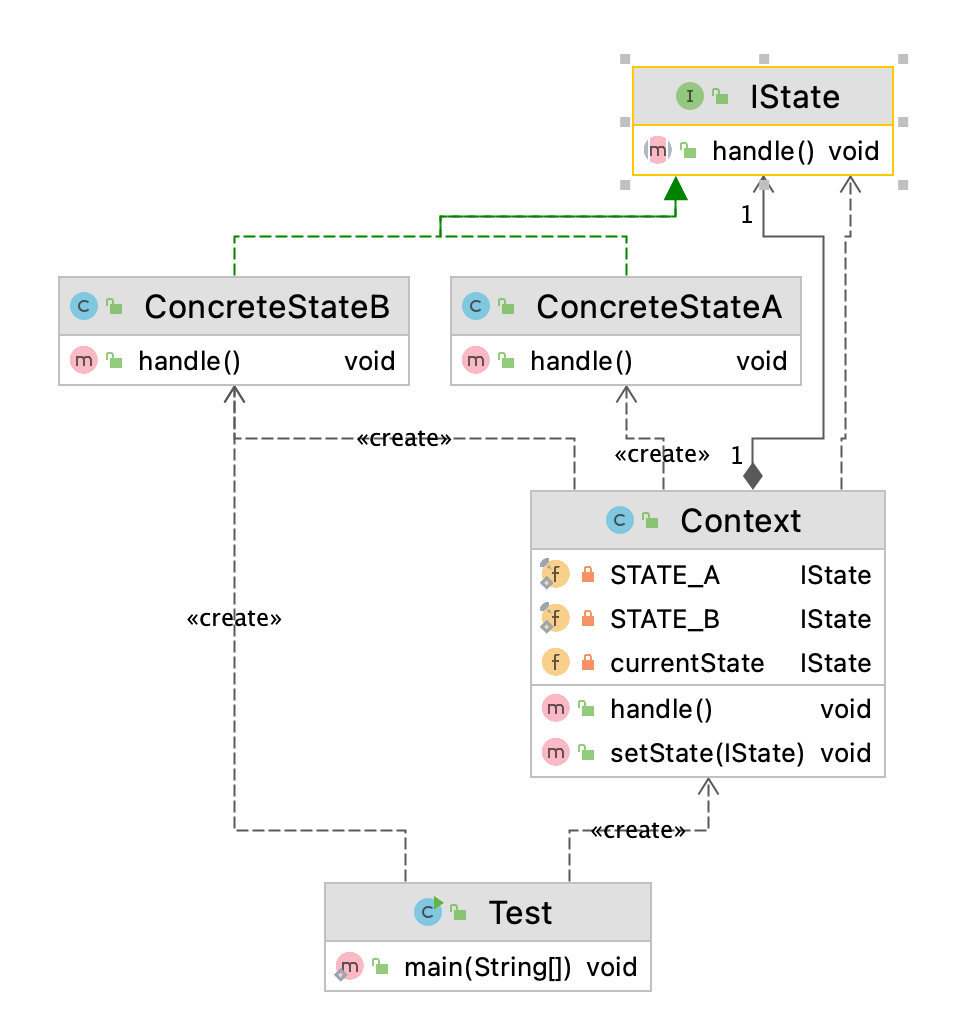 I IState
m handle() void
1
C ConcreteStateB
m handle() void
C ConcreteStateA
m handle() void
«create»
«create»
1
C Context
f STATE_A IState
f STATE_B IState
f currentState IState
m handle() void
m setState(IState) void
«create»
«create»
C Test
m main(String[]) void